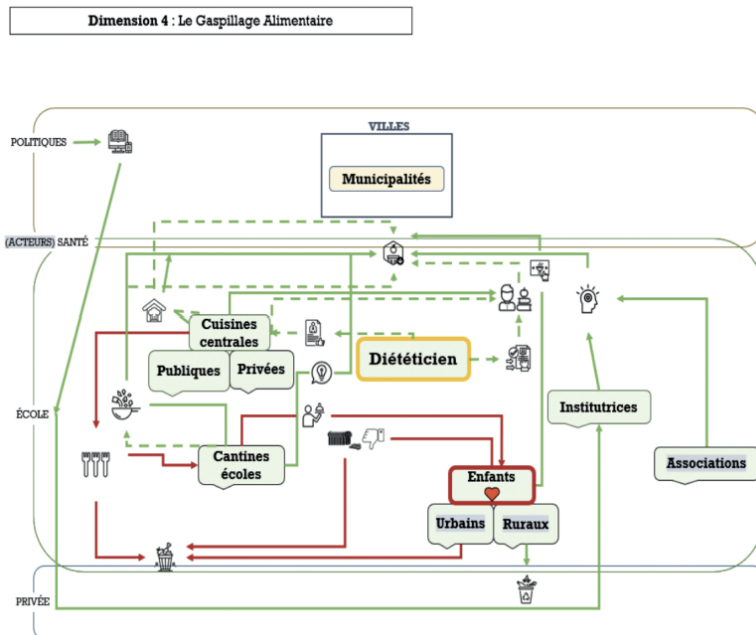 Dimension 4 : Le Gaspillage Alimentaire
VILLES
POLITIQUES
Municipalités
(ACTEURS) SANTÉ
Cuisines
centrales
Publiques
Privées
Diététicien
ÉCOLE
Institutrices
Cantines
écoles
Associations
Enfants
Urbains
Ruraux
PRIVÉE